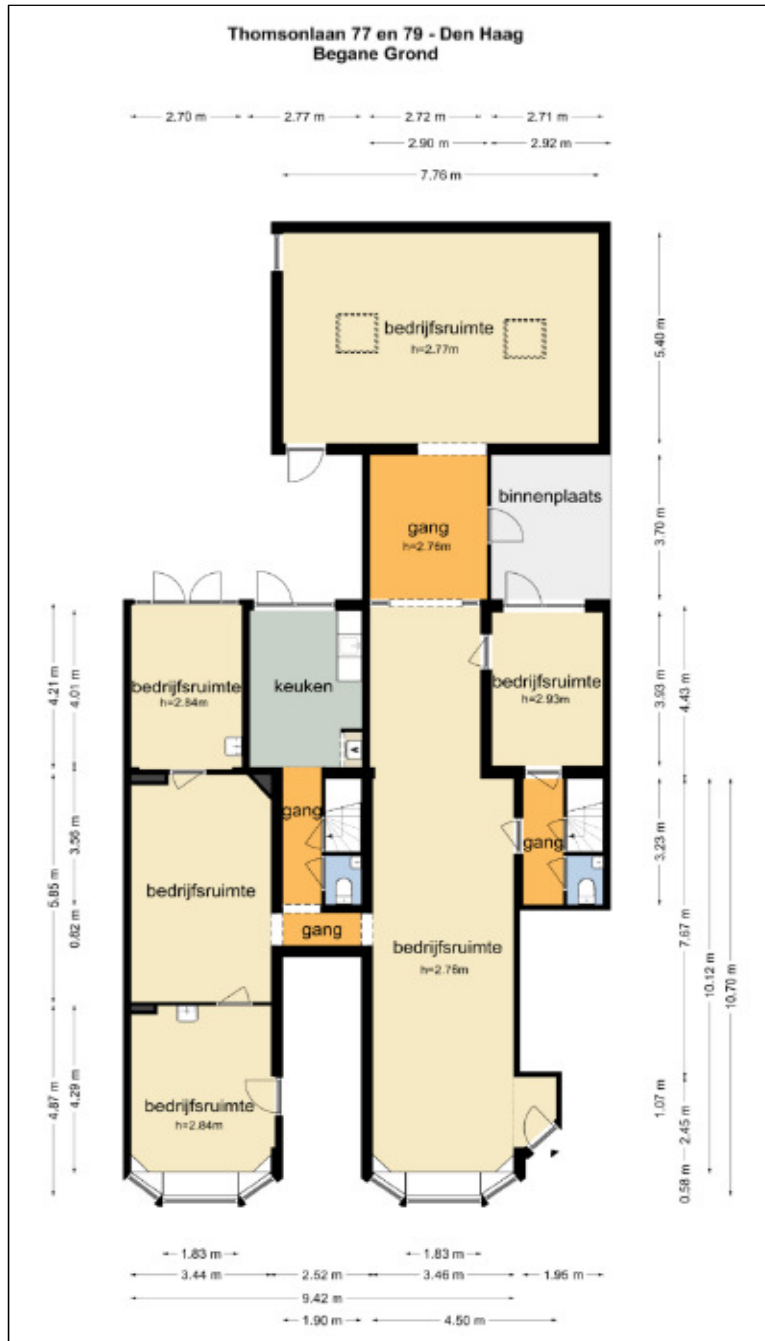 Thomsonlaan 77 en 79 - Den Haag
Begane Grond
2.70 m 2.77 m 2.72 m 2.71 m
2.90 m 2.92 m
7.76 m
bedrijfsruimte
h=2.77m
5.40 m
binnenplaats
gang
h=2.76m
3.70 m
bedrijfsruimte
h=2.84m
keuken
bedrijfsruimte
h=2.93m
4.21 m
4.01 m
3.93 m
4.43 m
gang
gang
3.56 m
3.23 m
bedrijfsruimte
5.85 m
0.82 m
gang
bedrijfsruimte
h=2.76m
7.67 m
10.12 m
10.70 m
bedrijfsruimte
h=2.84m
4.87 m
4.29 m
1.07 m
2.45 m
0.58 m
1.83 m 1.83 m
3.44 m 2.52 m 3.46 m 1.95 m
9.42 m
1.90 m 4.50 m